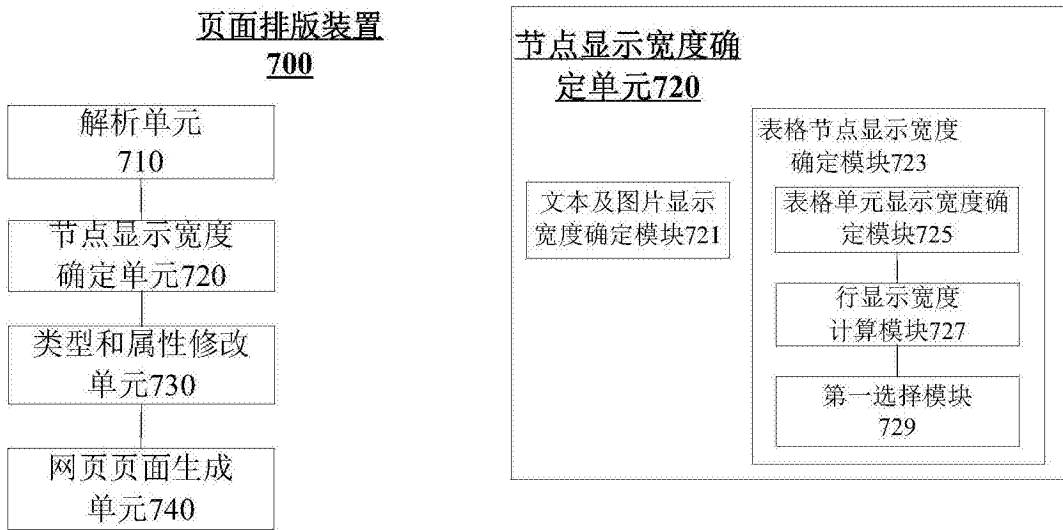 页面排版装置
700
解析单元
710
节点显示宽度
确定单元720
类型和属性修改
单元730
网页页面生成
单元740
节点显示宽度确
定单元720
文本及图片显示
宽度确定模块721
表格节点显示宽度
确定模块723
表格单元显示宽度确
定模块725
行显示宽度
计算模块727
第一选择模块
729